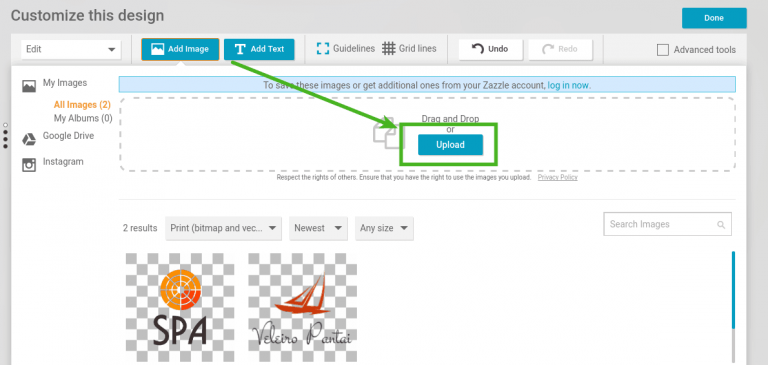 Customize this design
Done
Edit
Add Image
Add Text
Guidelines
Grid lines
Undo
Redo
Advanced tools
My Images
All Images (2)
My Albums (0)
Google Drive
Instagram
To save these images or get additional ones from your Zazzle account, log in now.
Drag and Drop
or
Upload
Respect the rights of others. Ensure that you have the right to use the images you upload. Privacy Policy
2 results
Print (bitmap and vec...
Newest
Any size
Search Images
SPA
Veleiro Pantai